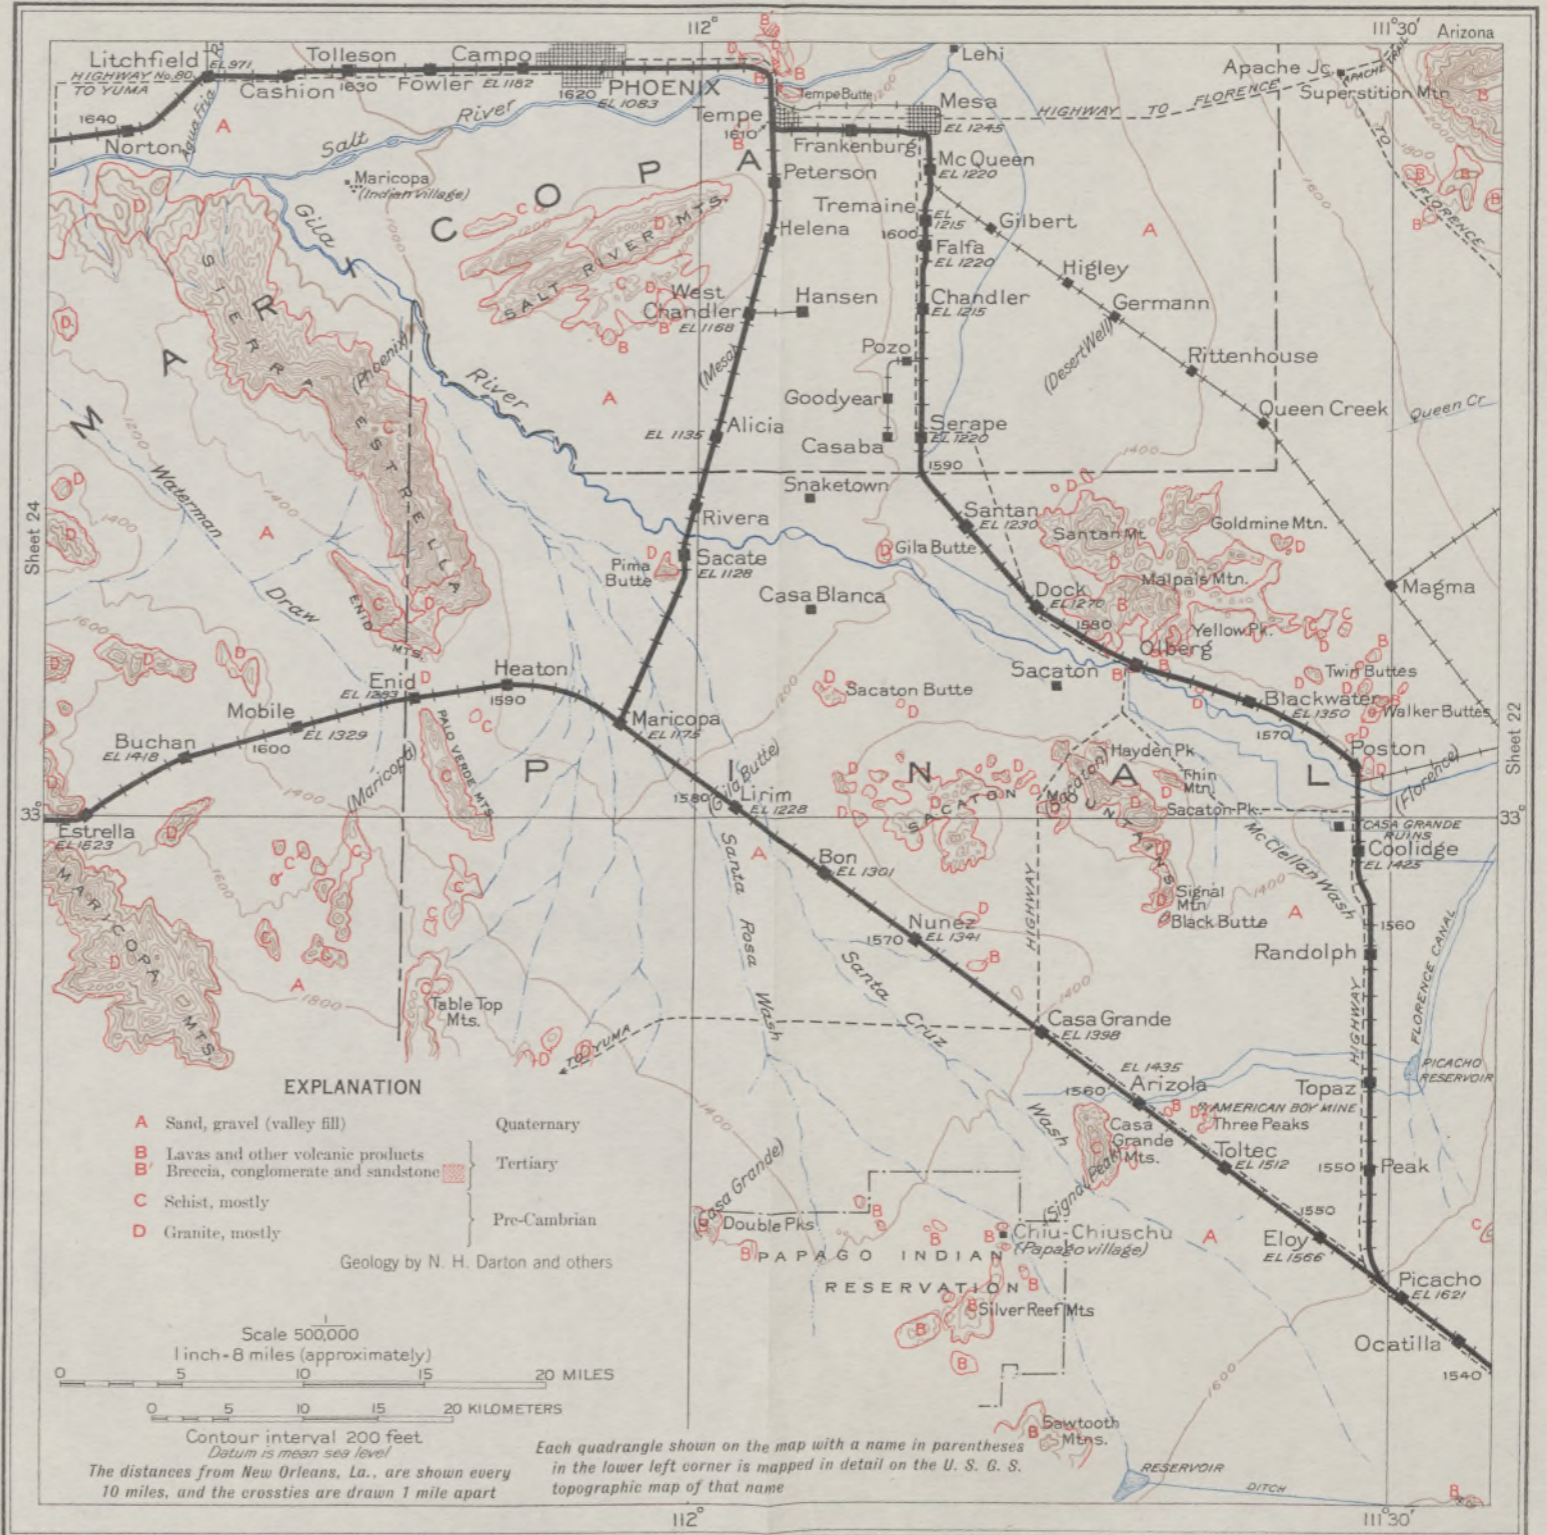 112°
111°30′
Arizona
Litchfield
EL 971
HIGHWAY No. 80
TO YUMA
Cashion
Tolleson
1630
Fowler
Campo
EL 1182
1620
PHOENIX
EL 1083
Lehi
Apache Jc.
APACHE TRAIL
Superstition Mtn
Tempe Butte
Mesa
EL 1245
HIGHWAY TO FLORENCE
TO FLORENCE
1640
Norton
Agua Fria R.
Salt River
Tempe
1610
Frankenburg
Maricopa
(Indian village)
Peterson
McQueen
EL 1220
Tremaine
EL 1215
Gilbert
Helena
1600
Falfa
EL 1220
Higley
MARICOPA
Gila River
SALT RIVER MTS.
SIERRA ESTRELLA
West Chandler
EL 1168
Hansen
Chandler
EL 1215
Germann
(Phoenix)
(Mesa)
Pozo
(Desert Well)
Rittenhouse
Goodyear
Alicia
EL 1135
Casaba
Serape
EL 1220
Queen Creek
Queen Cr
1590
Waterman Draw
Snaketown
Rivera
Santan
EL 1230
Santan Mt.
Goldmine Mtn.
Sheet 24
Pima Butte
Sacate
EL 1128
Gila Butte
Malpais Mtn.
Casa Blanca
Dock
EL 1270
1580
Magma
ENID MTS.
Yellow Pk.
Olberg
Enid
EL 1283
Heaton
1590
Sacaton
Twin Buttes
Sacaton Butte
Blackwater
EL 1350
Walker Buttes
Mobile
EL 1329
Maricopa
EL 1175
1570
Sheet 22
Buchan
EL 1418
1600
PALO VERDE MTS.
Hayden Pk
Poston
(Maricopa)
PINAL
(Gila Butte)
(Sacaton)
Thin Mtn.
(Florence)
1580
Lirim
EL 1228
SACATON MOUNTAINS
Sacaton Pk.
33°
33°
Estrella
EL 1523
CASA GRANDE RUINS
Coolidge
EL 1425
McClellan Wash
Bon
EL 1301
HIGHWAY
Signal Mtn
Black Butte
MARICOPA MTS.
Santa Rosa Wash
Nunez
EL 1341
1570
1560
Randolph
FLORENCE CANAL
Santa Cruz Wash
Table Top Mts.
TO YUMA
Casa Grande
EL 1398
HIGHWAY
PICACHO RESERVOIR
EL 1435
Arizola
Topaz
1560
AMERICAN BOY MINE
Three Peaks
Casa Grande Mts.
Toltec
EL 1512
1550
Peak
(Casa Grande)
(Signal Peak)
Double Pks
Chiu-Chiuschu
(Papago village)
1550
Eloy
EL 1566
PAPAGO INDIAN
RESERVATION
Silver Reef Mts
Picacho
EL 1621
Ocatilla
1540
Sawtooth Mtns.
RESERVOIR
DITCH
EXPLANATION
A Sand, gravel (valley fill) Quaternary
B Lavas and other volcanic products
B' Breccia, conglomerate and sandstone
Tertiary
C Schist, mostly
Pre-Cambrian
D Granite, mostly
Geology by N. H. Darton and others
Scale 1/500,000
1 inch=8 miles (approximately)
0 5 10 15 20 MILES
0 5 10 15 20 KILOMETERS
Contour interval 200 feet
Datum is mean sea level
The distances from New Orleans, La., are shown every
10 miles, and the crossties are drawn 1 mile apart
Each quadrangle shown on the map with a name in parentheses
in the lower left corner is mapped in detail on the U. S. G. S.
topographic map of that name
112°
111°30′